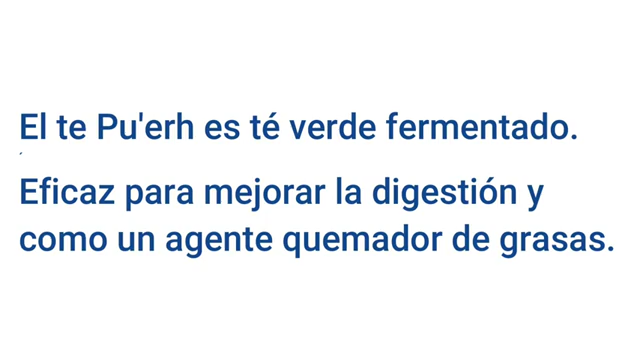 El te Pu'erh es té verde fermentado.
Eficaz para mejorar la digestión y
como un agente quemador de grasas.